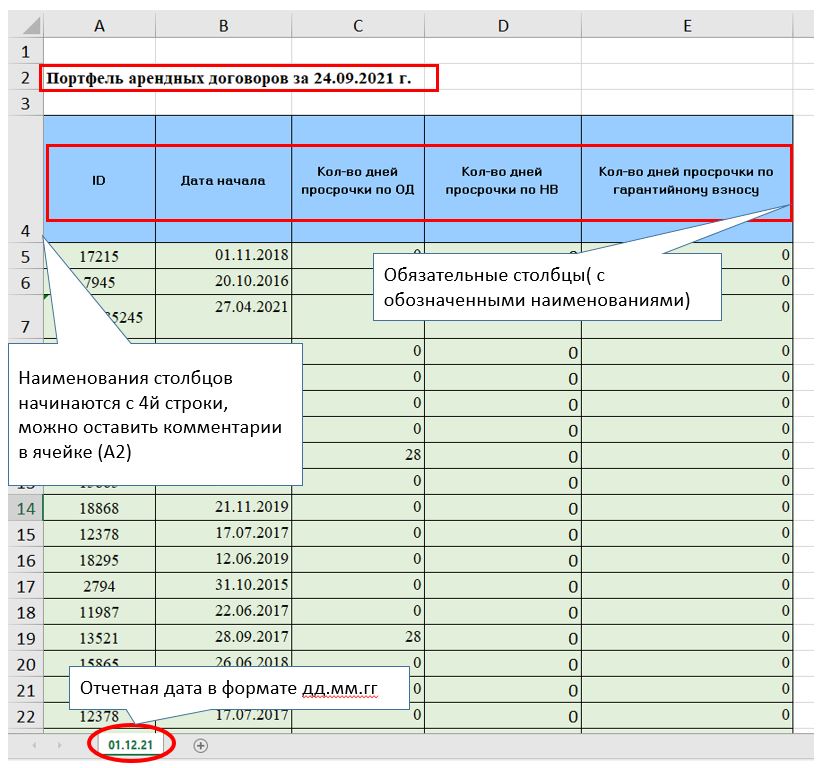 A B C D E
1
2 Портфель арендных договоров за 24.09.2021 г.
3
4 ID Дата начала Кол-во дней просрочки по ОД Кол-во дней просрочки по НВ Кол-во дней просрочки по гарантийному взносу
5 17215 01.11.2018 0 0 0
6 7945 20.10.2016 0
7 5245 27.04.2021 0
Обязательные столбцы( с
обозначенными наименованиями)
Наименования столбцов
начинаются с 4й строки,
можно оставить комментарии
в ячейке (А2)
0 0 0
0 0 0
0 0 0
0 0 0
28 0 0
0 0 0
14 18868 21.11.2019 0 0 0
15 12378 17.07.2017 0 0 0
16 18295 12.06.2019 0 0 0
17 2794 31.10.2015 0 0 0
18 11987 22.06.2017 0 0 0
19 13521 28.09.2017 28 0 0
20 15865 26.06.2018 0 0 0
21 0 0 0
Отчетная дата в формате дд.мм.гг
22 12378 17.07.2017 0 0 0
01.12.21